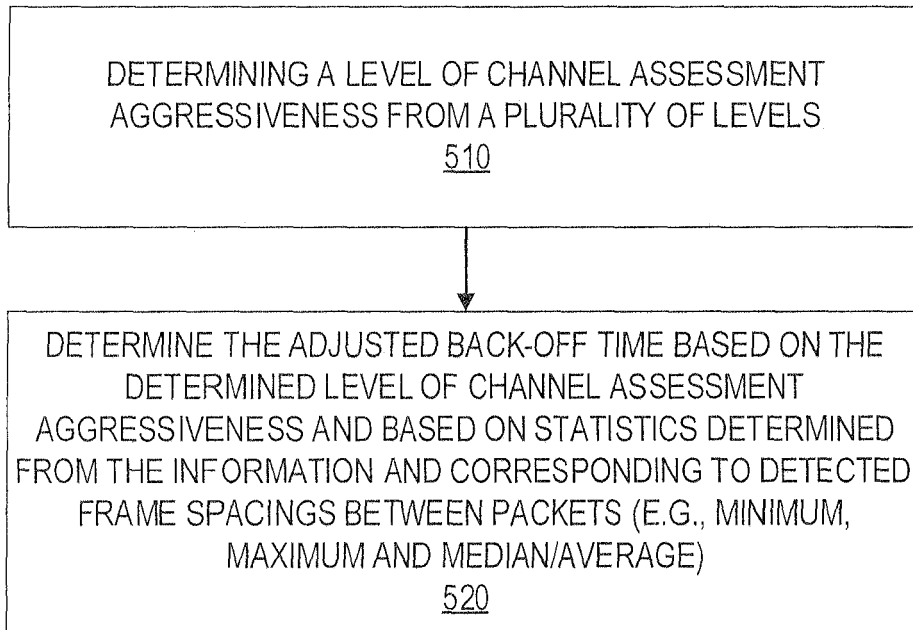 DETERMINING A LEVEL OF CHANNEL ASSESSMENT
AGGRESSIVENESS FROM A PLURALITY OF LEVELS
510
DETERMINE THE ADJUSTED BACK-OFF TIME BASED ON THE
DETERMINED LEVEL OF CHANNEL ASSESSMENT
AGGRESSIVENESS AND BASED ON STATISTICS DETERMINED
FROM THE INFORMATION AND CORRESPONDING TO DETECTED
FRAME SPACINGS BETWEEN PACKETS (E.G., MINIMUM,
MAXIMUM AND MEDIAN/AVERAGE)
520